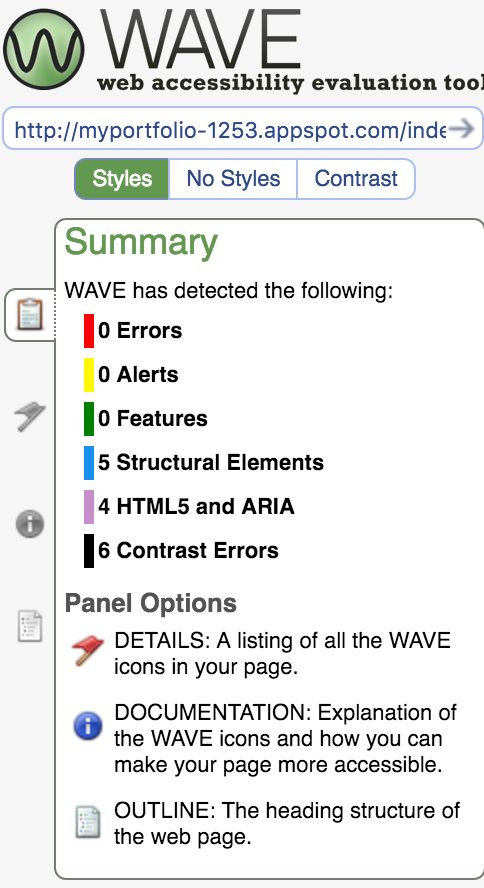 WAVE
web accessibility evaluation tool
http://myportfolio-1253.appspot.com/inde
Styles No Styles Contrast
Summary
WAVE has detected the following:
0 Errors
0 Alerts
0 Features
5 Structural Elements
4 HTML5 and ARIA
6 Contrast Errors
Panel Options
DETAILS: A listing of all the WAVE
icons in your page.
DOCUMENTATION: Explanation of
the WAVE icons and how you can
make your page more accessible.
OUTLINE: The heading structure of
the web page.